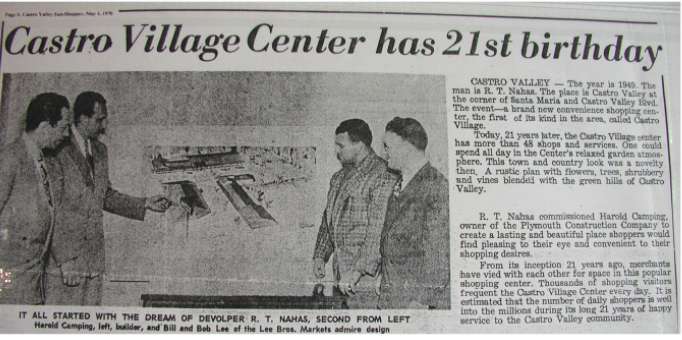 Page 8, Castro Valley Sun-Shopper, May 5, 1970
Castro Village Center has 21st birthday
IT ALL STARTED WITH THE DREAM OF DEVOLPER R. T. NAHAS, SECOND FROM LEFT
Harold Camping, left, builder, and Bill and Bob Lee of the Lee Bros. Markets admire design
CASTRO VALLEY — The year is 1949. The
man is R. T. Nahas. The place is Castro Valley at
the corner of Santa Maria and Castro Valley Blvd.
The event—a brand new convenience shopping cen-
ter, the first of its kind in the area, called Castro
Village.
Today, 21 years later, the Castro Village center
has more than 48 shops and services. One could
spend all day in the Center's relaxed garden atmos-
phere. This town and country look was a novelty
then. A rustic plan with flowers, trees, shrubbery
and vines blended with the green hills of Castro
Valley.
R. T. Nahas commissioned Harold Camping,
owner of the Plymouth Construction Company to
create a lasting and beautiful place shoppers would
find pleasing to their eye and convenient to their
shopping desires.
From its inception 21 years ago, merchants
have vied with each other for space in this popular
shopping center. Thousands of shopping visitors
frequent the Castro Village Center every day. It is
estimated that the number of daily shoppers is well
into the millions during its long 21 years of happy
service to the Castro Valley community.